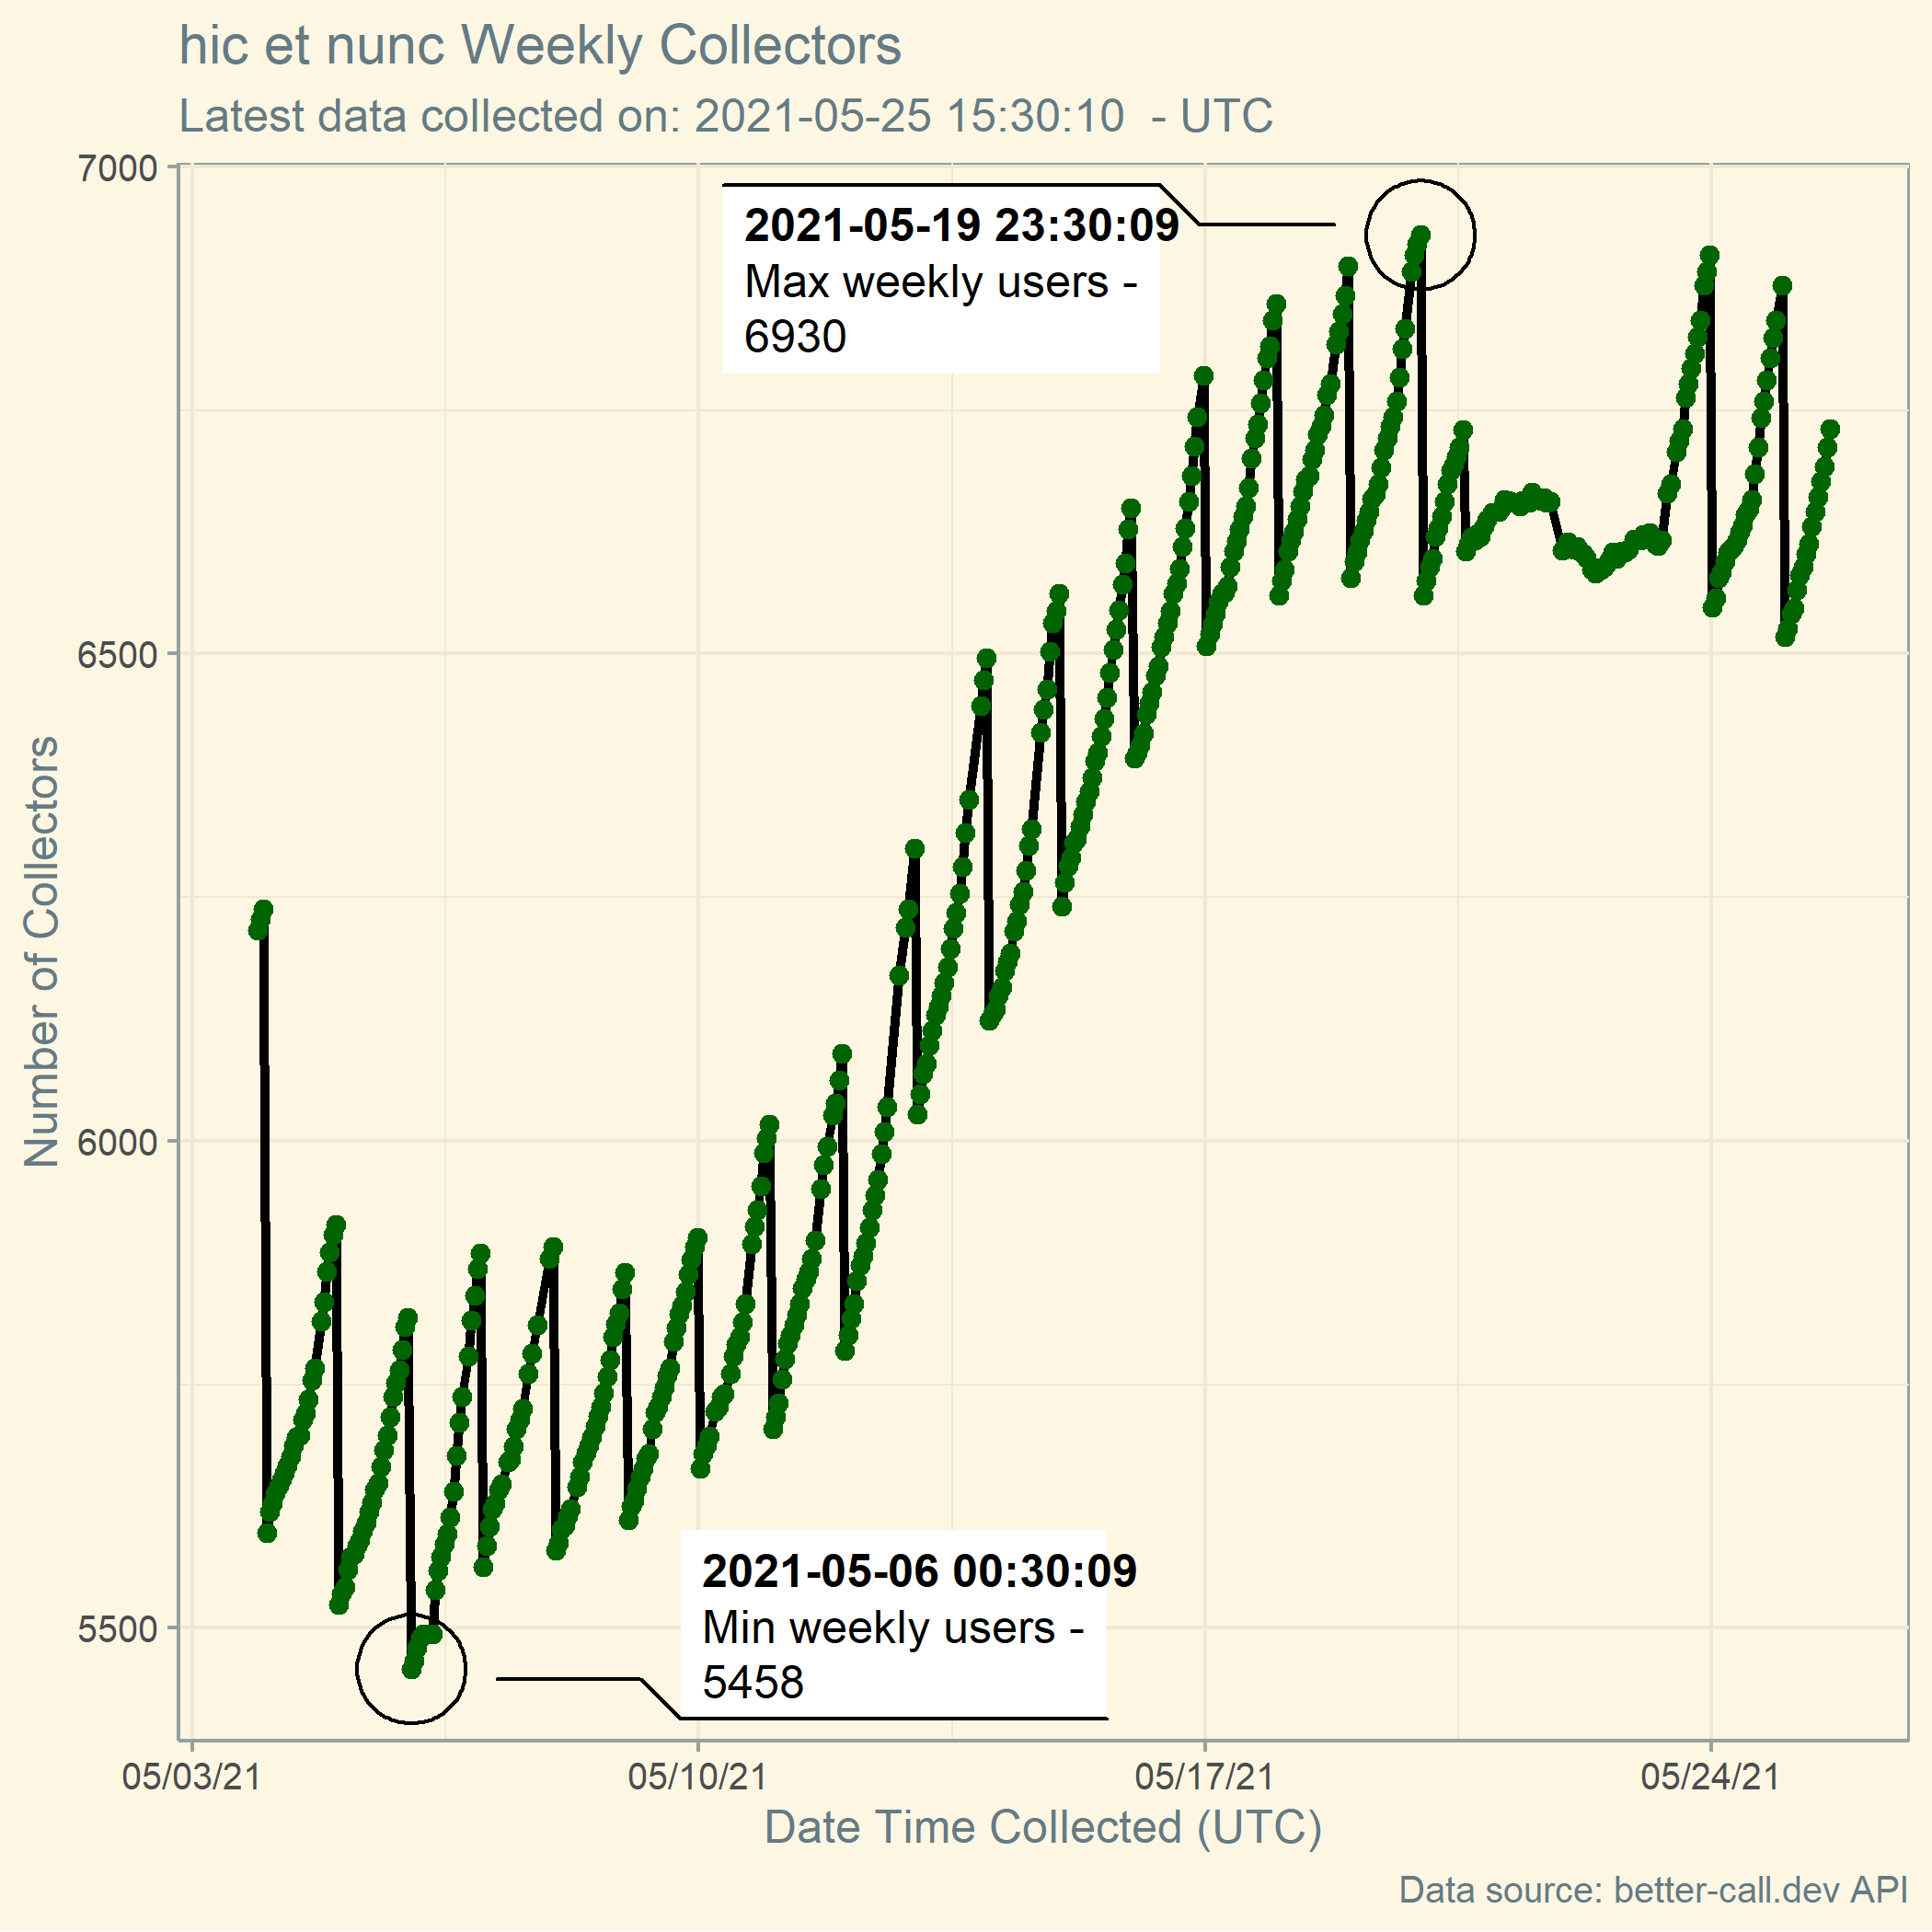 hic et nunc Weekly Collectors
Latest data collected on: 2021-05-25 15:30:10  - UTC
Number of Collectors
7000
6500
6000
5500
2021-05-19 23:30:09
Max weekly users -
6930
2021-05-06 00:30:09
Min weekly users -
5458
05/03/21
05/10/21
05/17/21
05/24/21
Date Time Collected (UTC)
Data source: better-call.dev API